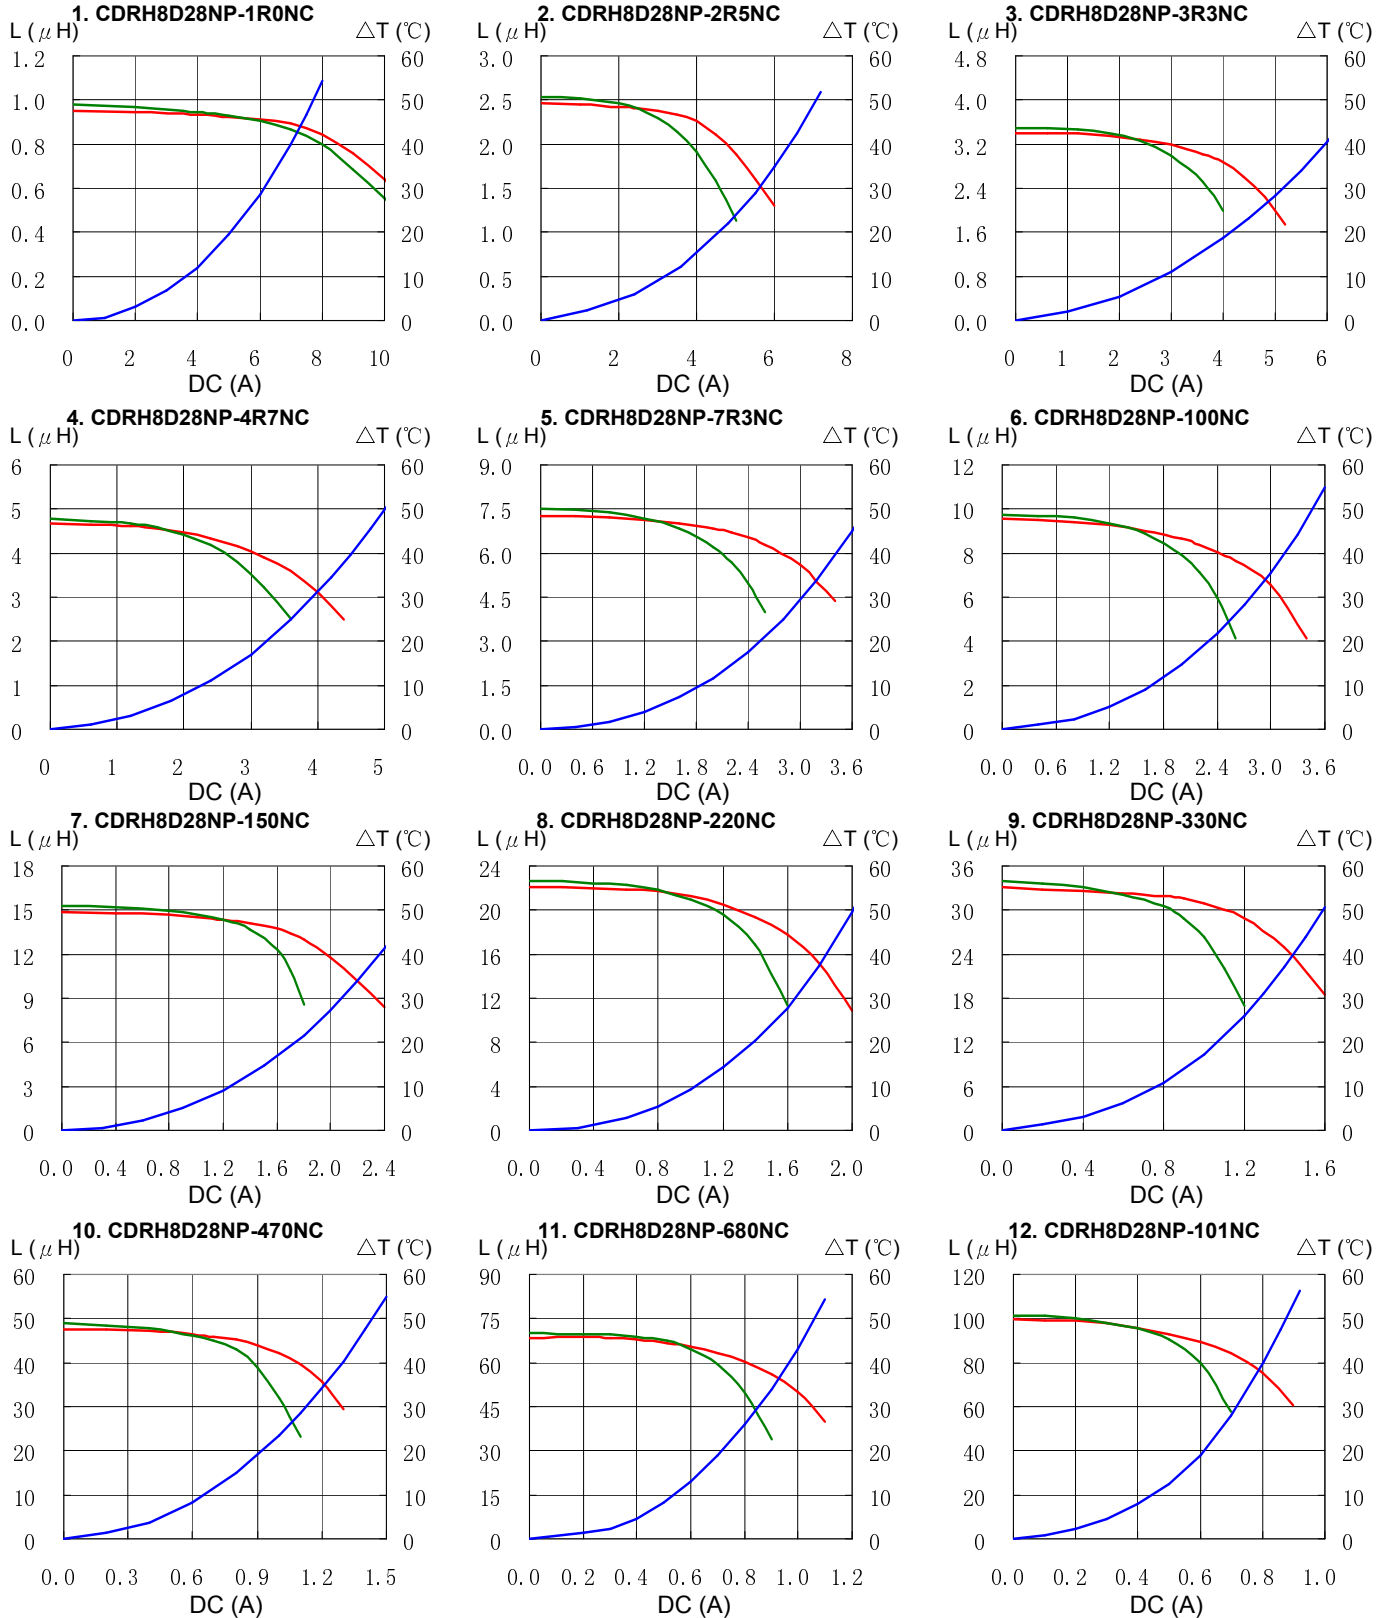 1. CDRH8D28NP-1R0NC
L (μH) △T (℃)
1.2 60
1.0 50
0.8 40
0.6 30
0.4 20
0.2 10
0.0 0
0 2 4 6 8 10
DC (A)
2. CDRH8D28NP-2R5NC
L (μH) △T (℃)
3.0 60
2.5 50
2.0 40
1.5 30
1.0 20
0.5 10
0.0 0
0 2 4 6 8
DC (A)
3. CDRH8D28NP-3R3NC
L (μH) △T (℃)
4.8 60
4.0 50
3.2 40
2.4 30
1.6 20
0.8 10
0.0 0
0 1 2 3 4 5 6
DC (A)
4. CDRH8D28NP-4R7NC
L (μH) △T (℃)
6 60
5 50
4 40
3 30
2 20
1 10
0 0
0 1 2 3 4 5
DC (A)
5. CDRH8D28NP-7R3NC
L (μH) △T (℃)
9.0 60
7.5 50
6.0 40
4.5 30
3.0 20
1.5 10
0.0 0
0.0 0.6 1.2 1.8 2.4 3.0 3.6
DC (A)
6. CDRH8D28NP-100NC
L (μH) △T (℃)
12 60
10 50
8 40
6 30
4 20
2 10
0 0
0.0 0.6 1.2 1.8 2.4 3.0 3.6
DC (A)
7. CDRH8D28NP-150NC
L (μH) △T (℃)
18 60
15 50
12 40
9 30
6 20
3 10
0 0
0.0 0.4 0.8 1.2 1.6 2.0 2.4
DC (A)
8. CDRH8D28NP-220NC
L (μH) △T (℃)
24 60
20 50
16 40
12 30
8 20
4 10
0 0
0.0 0.4 0.8 1.2 1.6 2.0
DC (A)
9. CDRH8D28NP-330NC
L (μH) △T (℃)
36 60
30 50
24 40
18 30
12 20
6 10
0 0
0.0 0.4 0.8 1.2 1.6
DC (A)
10. CDRH8D28NP-470NC
L (μH) △T (℃)
60 60
50 50
40 40
30 30
20 20
10 10
0 0
0.0 0.3 0.6 0.9 1.2 1.5
DC (A)
11. CDRH8D28NP-680NC
L (μH) △T (℃)
90 60
75 50
60 40
45 30
30 20
15 10
0 0
0.0 0.2 0.4 0.6 0.8 1.0 1.2
DC (A)
12. CDRH8D28NP-101NC
L (μH) △T (℃)
120 60
100 50
80 40
60 30
40 20
20 10
0 0
0.0 0.2 0.4 0.6 0.8 1.0
DC (A)